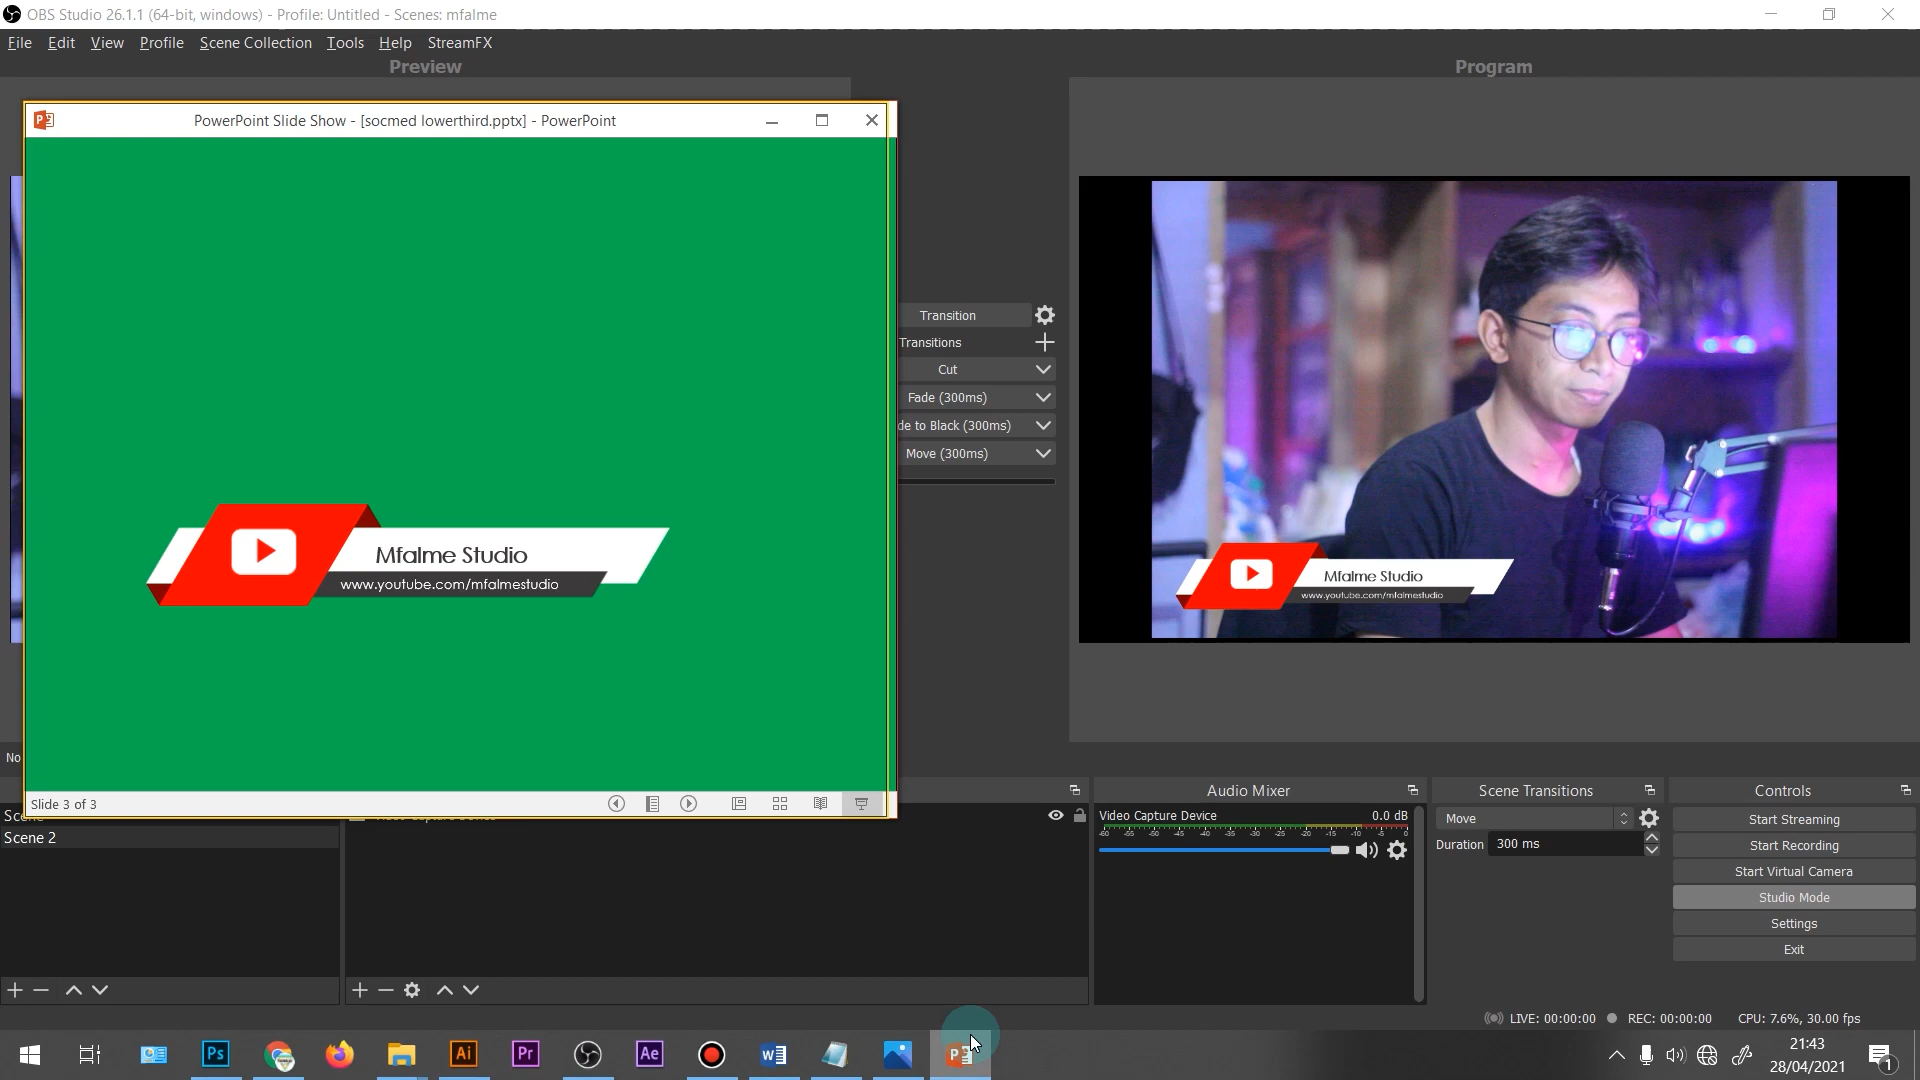 OBS Studio 26.1.1 (64-bit, windows) - Profile: Untitled - Scenes: mfalme
File Edit View Profile Scene Collection Tools Help StreamFX
Preview
Program
PowerPoint Slide Show - [socmed lowerthird.pptx] - PowerPoint
Mfalme Studio
www.youtube.com/mfalmestudio
Slide 3 of 3
Transition
Transitions
Cut
Fade (300ms)
de to Black (300ms)
Move (300ms)
Mfalme Studio
www.youtube.com/mfalmestudio
No
Scene
Scene 2
Audio Mixer
Video Capture Device 0.0 dB
Scene Transitions
Move
Duration 300 ms
Controls
Start Streaming
Start Recording
Start Virtual Camera
Studio Mode
Settings
Exit
LIVE: 00:00:00 REC: 00:00:00 CPU: 7.6%, 30.00 fps
Ps
Ai
Pr
Ae
21:43
28/04/2021
1